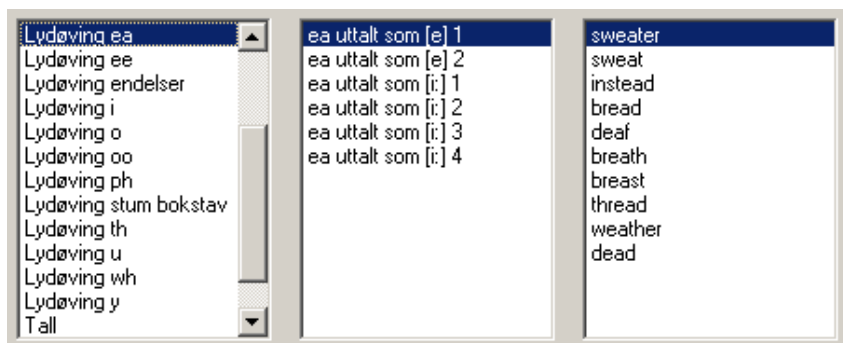 Lydøving ea
Lydøving ee
Lydøving endelser
Lydøving i
Lydøving o
Lydøving oo
Lydøving ph
Lydøving stum bokstav
Lydøving th
Lydøving u
Lydøving wh
Lydøving y
Tall
ea uttalt som [e] 1
ea uttalt som [e] 2
ea uttalt som [i:] 1
ea uttalt som [i:] 2
ea uttalt som [i:] 3
ea uttalt som [i:] 4
sweater
sweat
instead
bread
deaf
breath
breast
thread
weather
dead